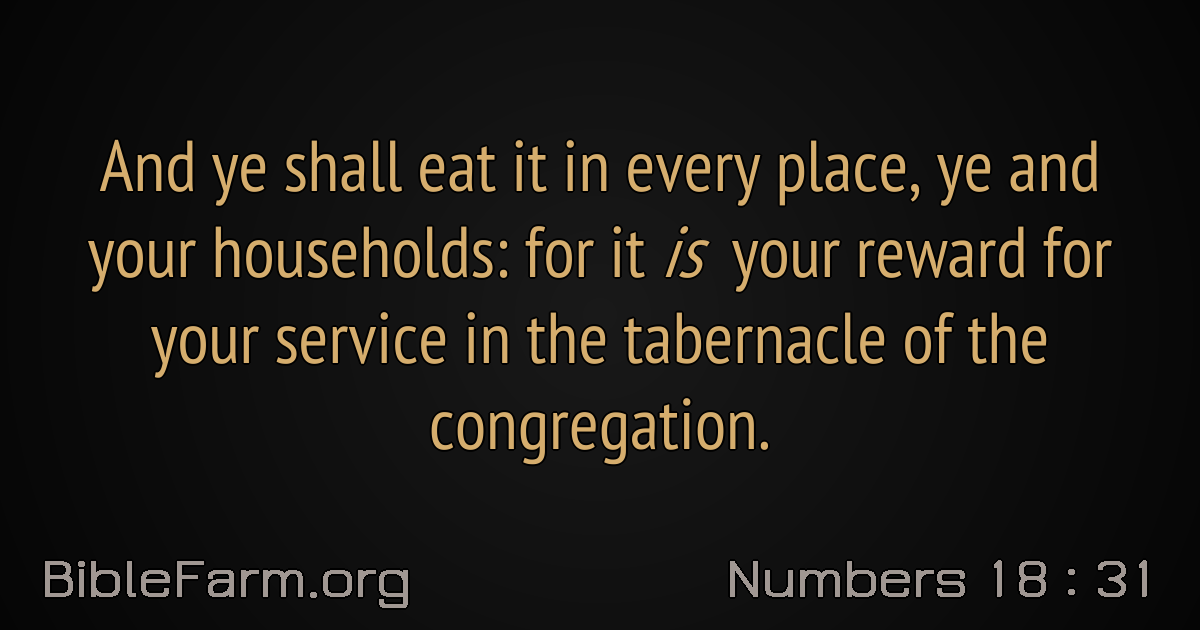 And ye shall eat it in every place, ye and
your households: for it is your reward for
your service in the tabernacle of the
congregation.
BibleFarm.org
Numbers 18 : 31